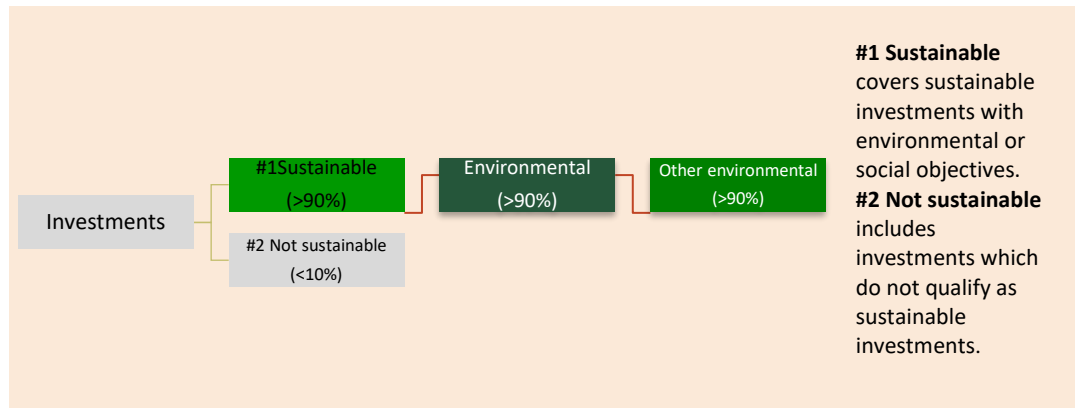 Investments
#1Sustainable
(>90%)
#2 Not sustainable
(<10%)
Environmental
(>90%)
Other environmental
(>90%)
#1 Sustainable
covers sustainable
investments with
environmental or
social objectives.
#2 Not sustainable
includes
investments which
do not qualify as
sustainable
investments.